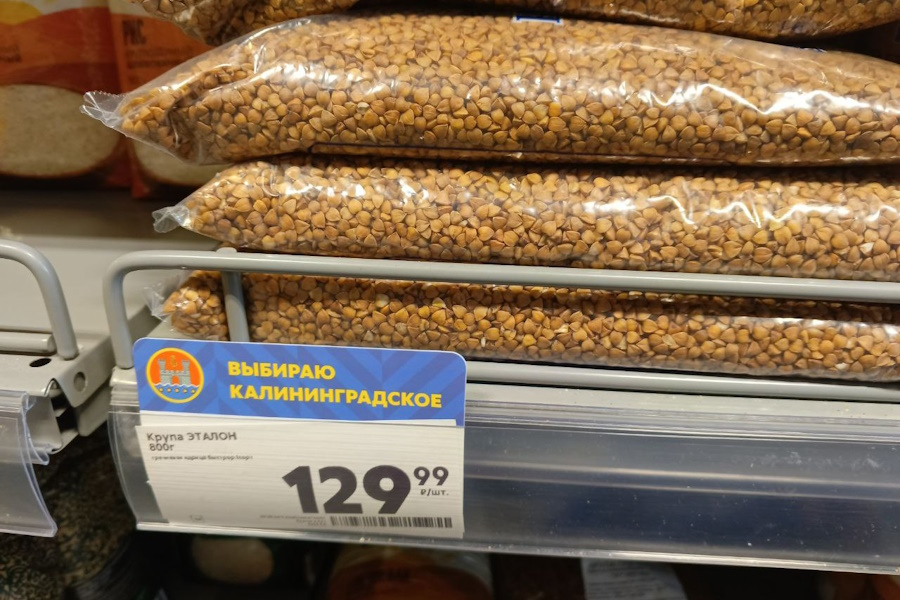 ВЫБИРАЮ
КАЛИНИНГРАДСКОЕ
Крупа ЭТАЛОН
800г
129 99
₽/шт.